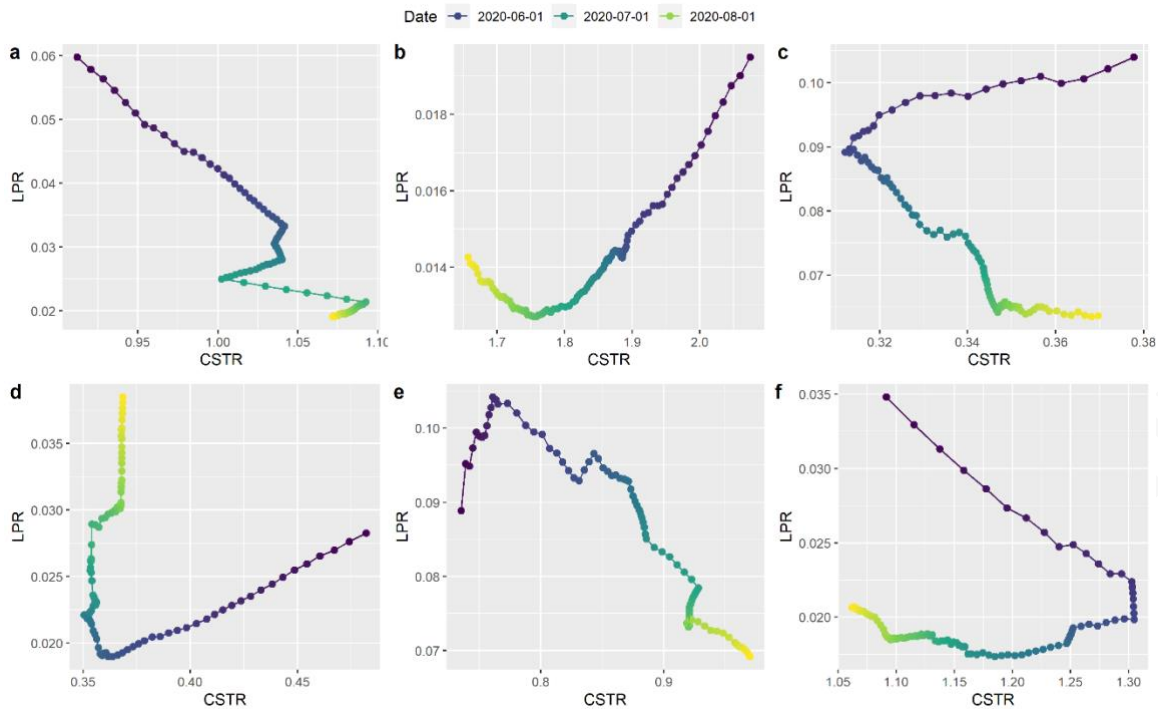 Date 2020-06-01 2020-07-01 2020-08-01
a
0.06
0.05
0.04
0.03
0.02
LPR
0.95 1.00 1.05 1.10
CSTR
b
0.018
0.016
0.014
LPR
1.7 1.8 1.9 2.0
CSTR
c
0.10
0.09
0.08
0.07
LPR
0.32 0.34 0.36 0.38
CSTR
d
0.035
0.030
0.025
0.020
LPR
0.35 0.40 0.45
CSTR
e
0.10
0.09
0.08
0.07
LPR
0.8 0.9
CSTR
f
0.035
0.030
0.025
0.020
LPR
1.05 1.10 1.15 1.20 1.25 1.30
CSTR